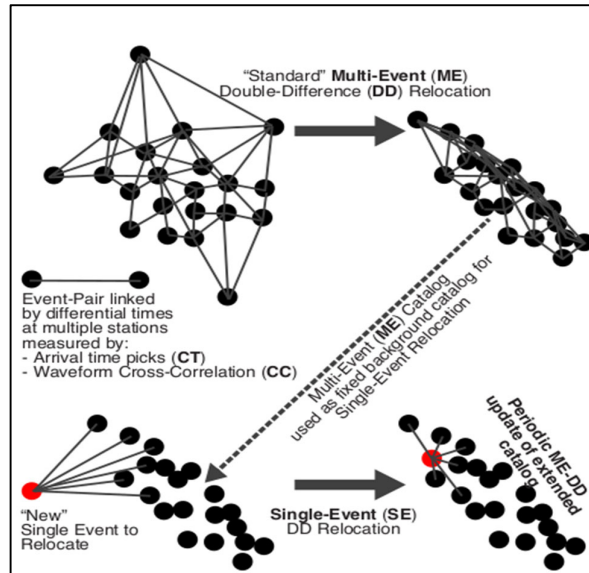 “Standard” Multi-Event (ME)
Double-Difference (DD) Relocation
Event-Pair linked
by differential times
at multiple stations
measured by:
- Arrival time picks (CT)
- Waveform Cross-Correlation (CC)
Multi-Event (ME) Catalog
used as fixed background catalog for
Single-Event Relocation
“New”
Single Event to
Relocate
Single-Event (SE)
DD Relocation
Periodic ME-DD
update of extended
catalog